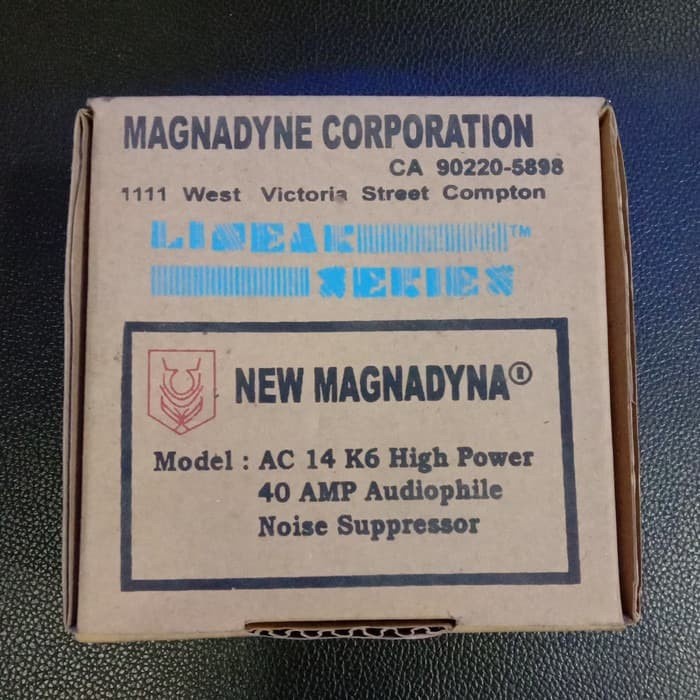 MAGNADYNE CORPORATION
CA 90220-5898
1111 West Victoria Street Compton
LINEAR™
SERIES
NEW MAGNADYNA®
Model : AC 14 K6 High Power
40 AMP Audiophile
Noise Suppressor